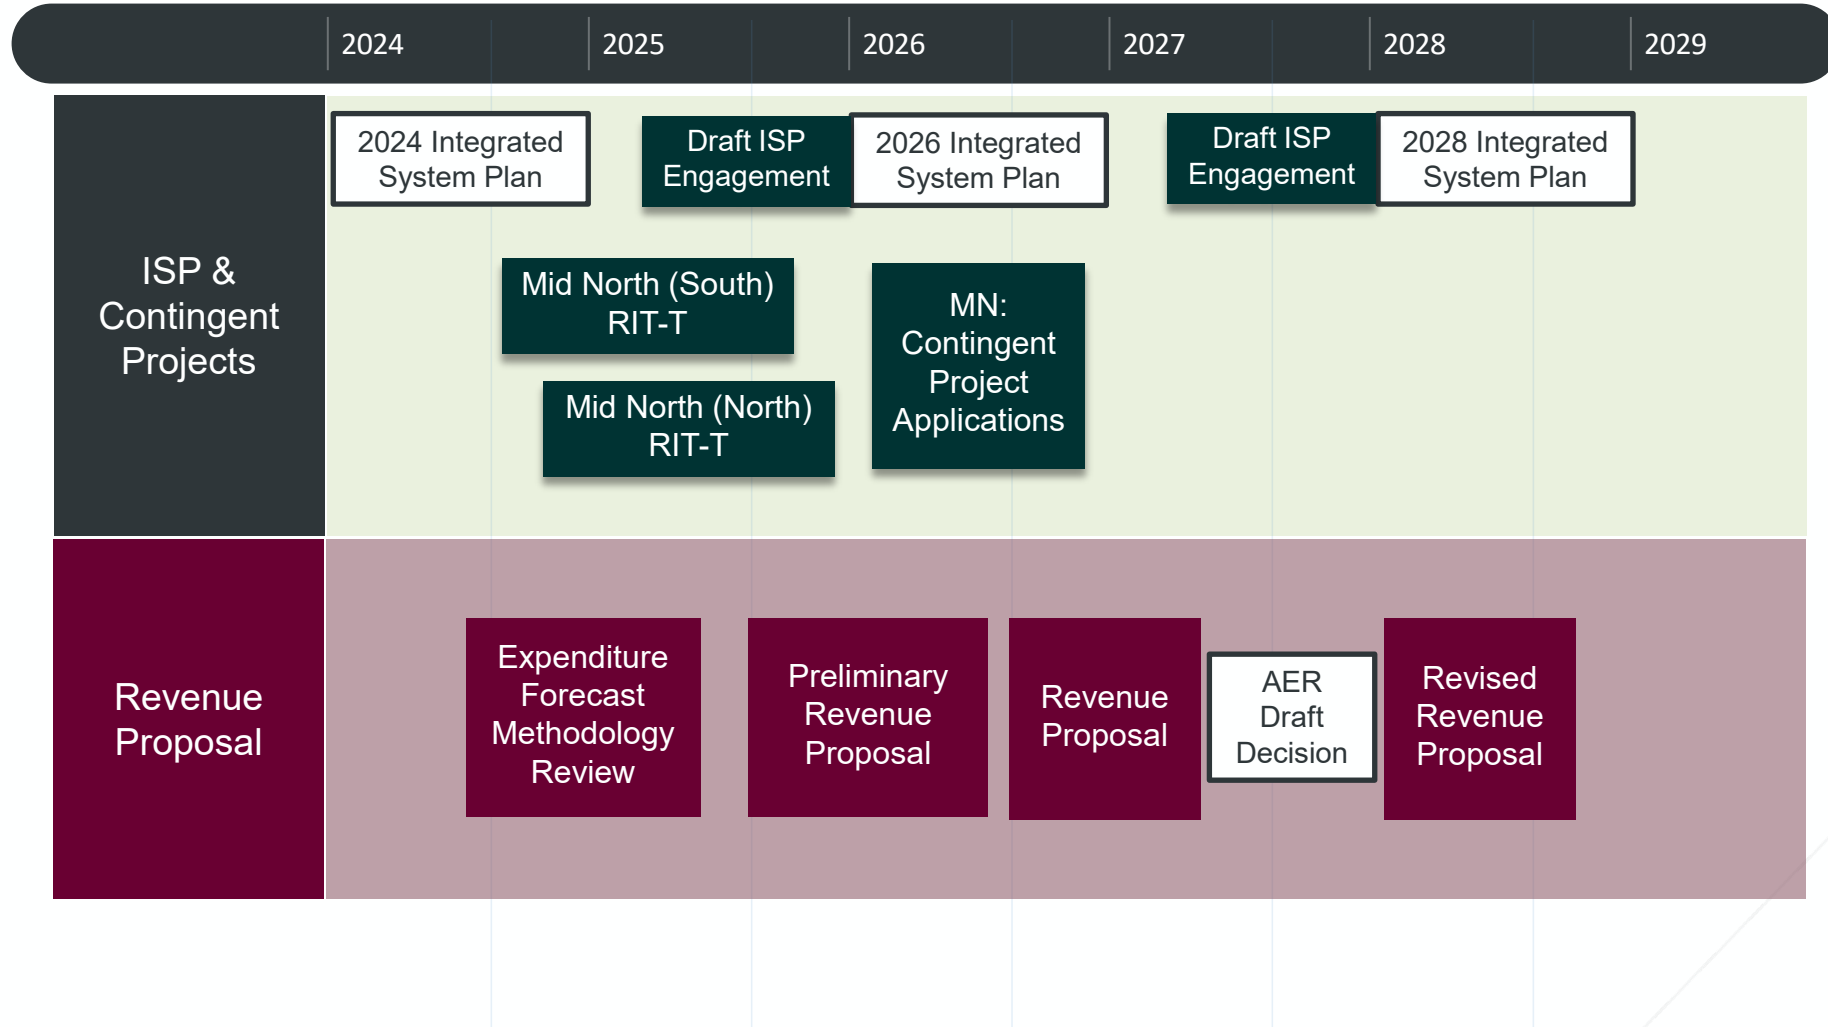 2024
2025
2026
2027
2028
2029
ISP &
Contingent
Projects
2024 Integrated
System Plan
Draft ISP
Engagement
2026 Integrated
System Plan
Draft ISP
Engagement
2028 Integrated
System Plan
Mid North (South)
RIT-T
Mid North (North)
RIT-T
MN:
Contingent
Project
Applications
Revenue
Proposal
Expenditure
Forecast
Methodology
Review
Preliminary
Revenue
Proposal
Revenue
Proposal
AER
Draft
Decision
Revised
Revenue
Proposal